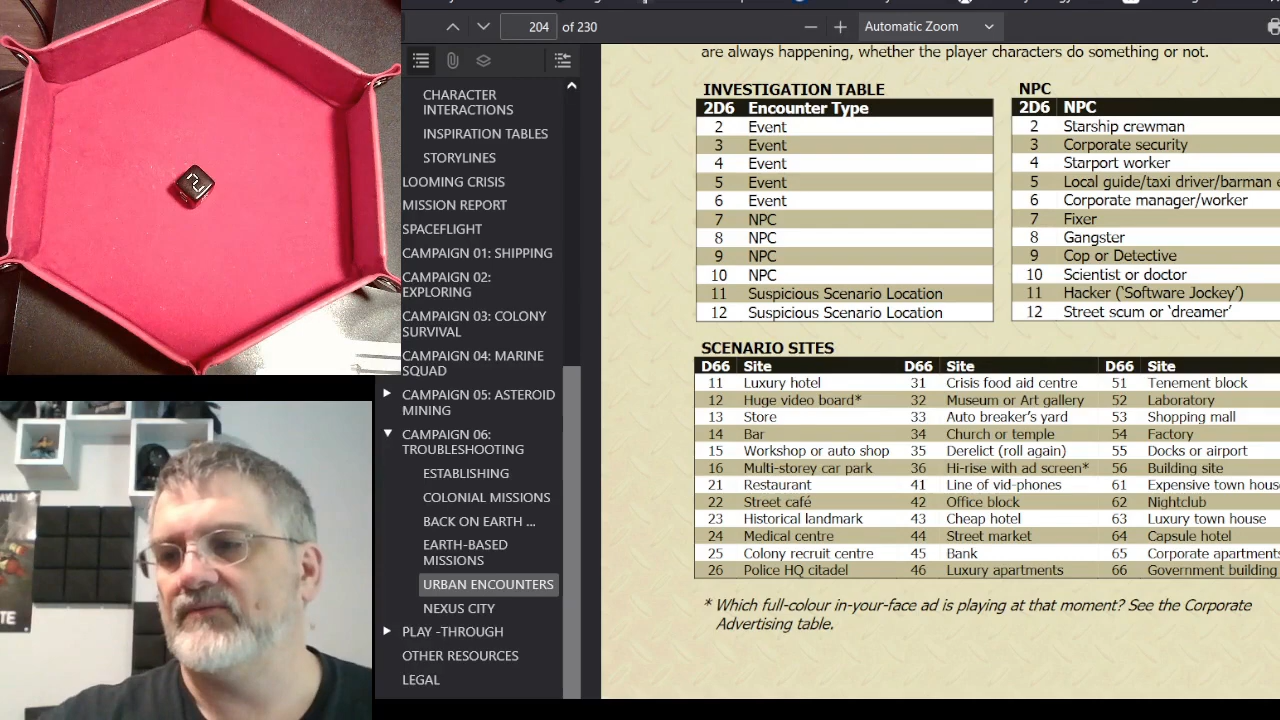 204 of 230
Automatic Zoom
CHARACTER
INTERACTIONS
INSPIRATION TABLES
STORYLINES
LOOMING CRISIS
MISSION REPORT
SPACEFLIGHT
CAMPAIGN 01: SHIPPING
CAMPAIGN 02:
EXPLORING
CAMPAIGN 03: COLONY
SURVIVAL
CAMPAIGN 04: MARINE
SQUAD
CAMPAIGN 05: ASTEROID
MINING
CAMPAIGN 06:
TROUBLESHOOTING
ESTABLISHING
COLONIAL MISSIONS
BACK ON EARTH ...
EARTH-BASED
MISSIONS
URBAN ENCOUNTERS
NEXUS CITY
PLAY -THROUGH
OTHER RESOURCES
LEGAL
are always happening, whether the player characters do something or not.
INVESTIGATION TABLE
2D6 Encounter Type
2 Event
3 Event
4 Event
5 Event
6 Event
7 NPC
8 NPC
9 NPC
10 NPC
11 Suspicious Scenario Location
12 Suspicious Scenario Location
NPC
2D6 NPC
2 Starship crewman
3 Corporate security
4 Starport worker
5 Local guide/taxi driver/barman
6 Corporate manager/worker
7 Fixer
8 Gangster
9 Cop or Detective
10 Scientist or doctor
11 Hacker (‘Software Jockey’)
12 Street scum or ‘dreamer’
SCENARIO SITES
D66 Site D66 Site D66 Site
11 Luxury hotel 31 Crisis food aid centre 51 Tenement block
12 Huge video board* 32 Museum or Art gallery 52 Laboratory
13 Store 33 Auto breaker’s yard 53 Shopping mall
14 Bar 34 Church or temple 54 Factory
15 Workshop or auto shop 35 Derelict (roll again) 55 Docks or airport
16 Multi-storey car park 36 Hi-rise with ad screen* 56 Building site
21 Restaurant 41 Line of vid-phones 61 Expensive town
22 Street café 42 Office block 62 Nightclub
23 Historical landmark 43 Cheap hotel 63 Luxury town house
24 Medical centre 44 Street market 64 Capsule hotel
25 Colony recruit centre 45 Bank 65 Corporate apartments
26 Police HQ citadel 46 Luxury apartments 66 Government building
* Which full-colour in-your-face ad is playing at that moment? See the Corporate
Advertising table.
2